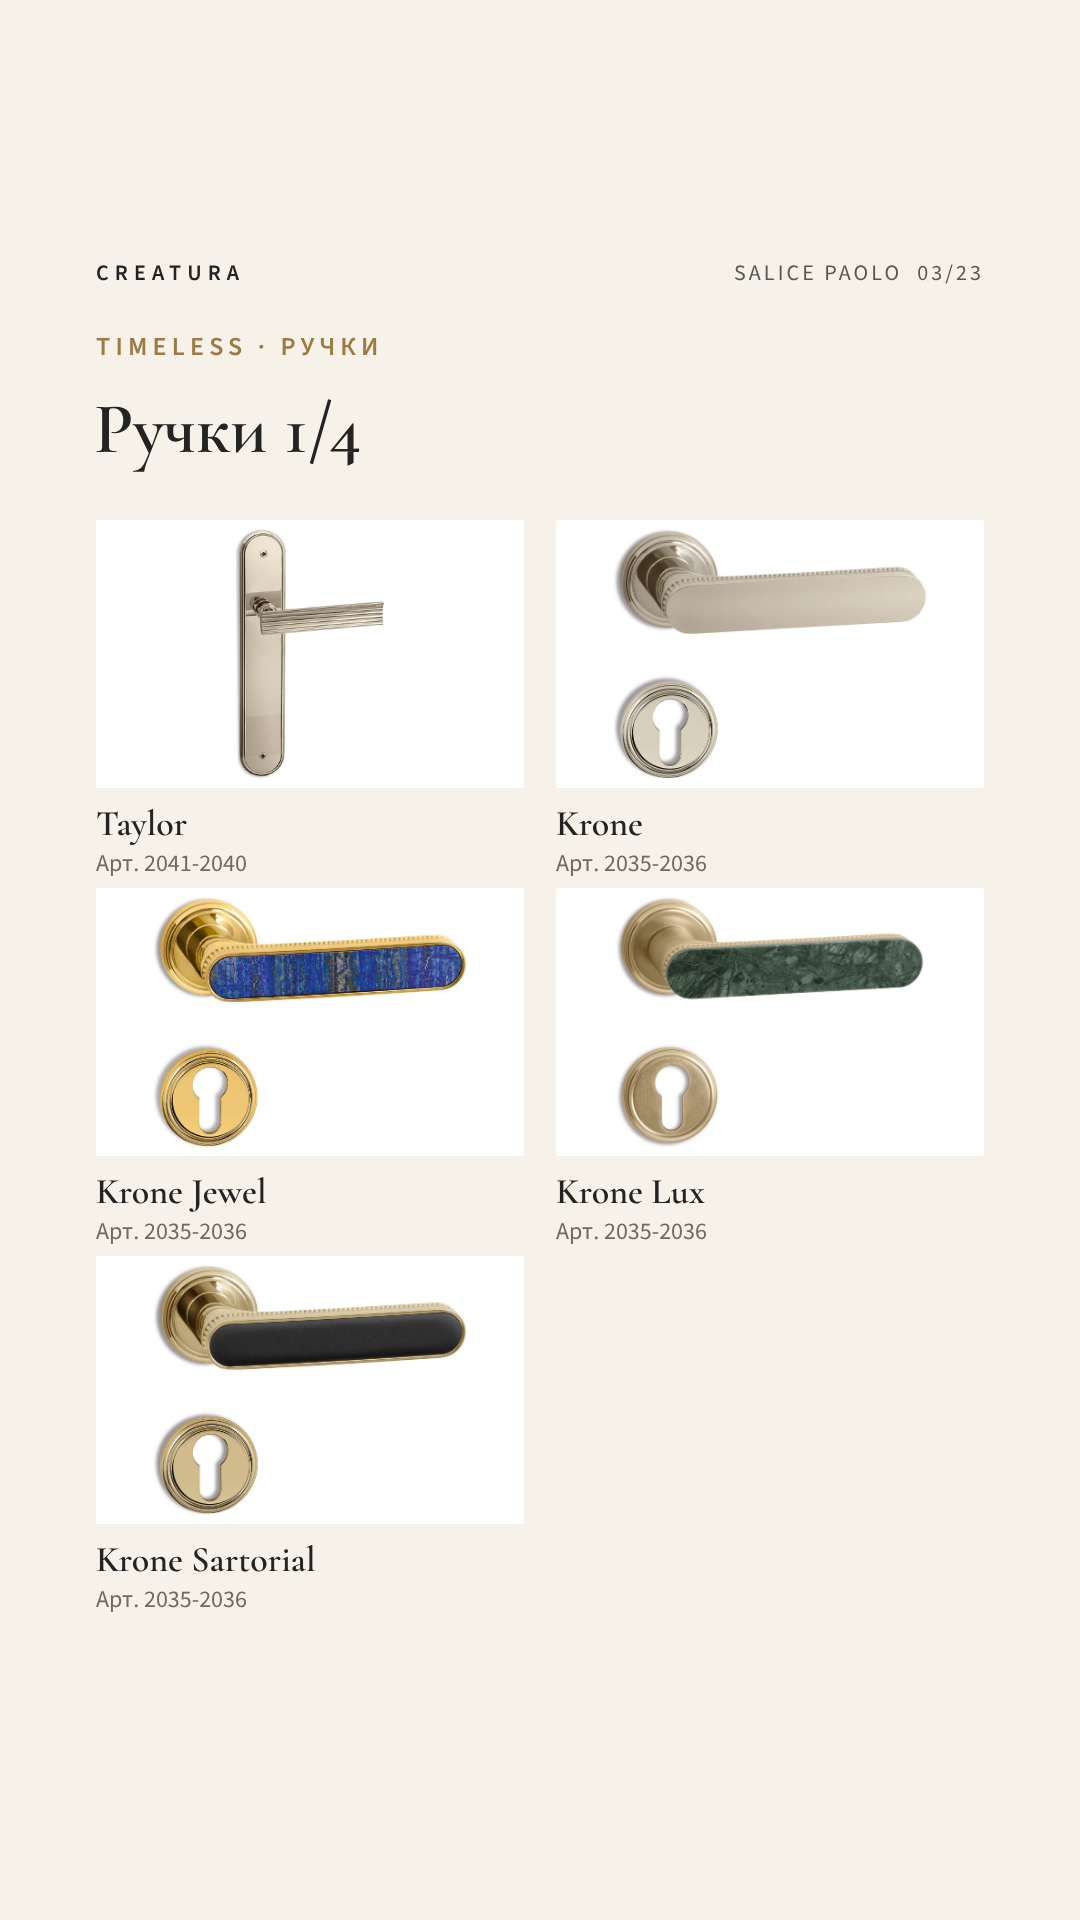 CREATURA
SALICE PAOLO 03/23
TIMELESS · РУЧКИ
Ручки 1/4
Taylor
Арт. 2041-2040
Krone
Арт. 2035-2036
Krone Jewel
Арт. 2035-2036
Krone Lux
Арт. 2035-2036
Krone Sartorial
Арт. 2035-2036